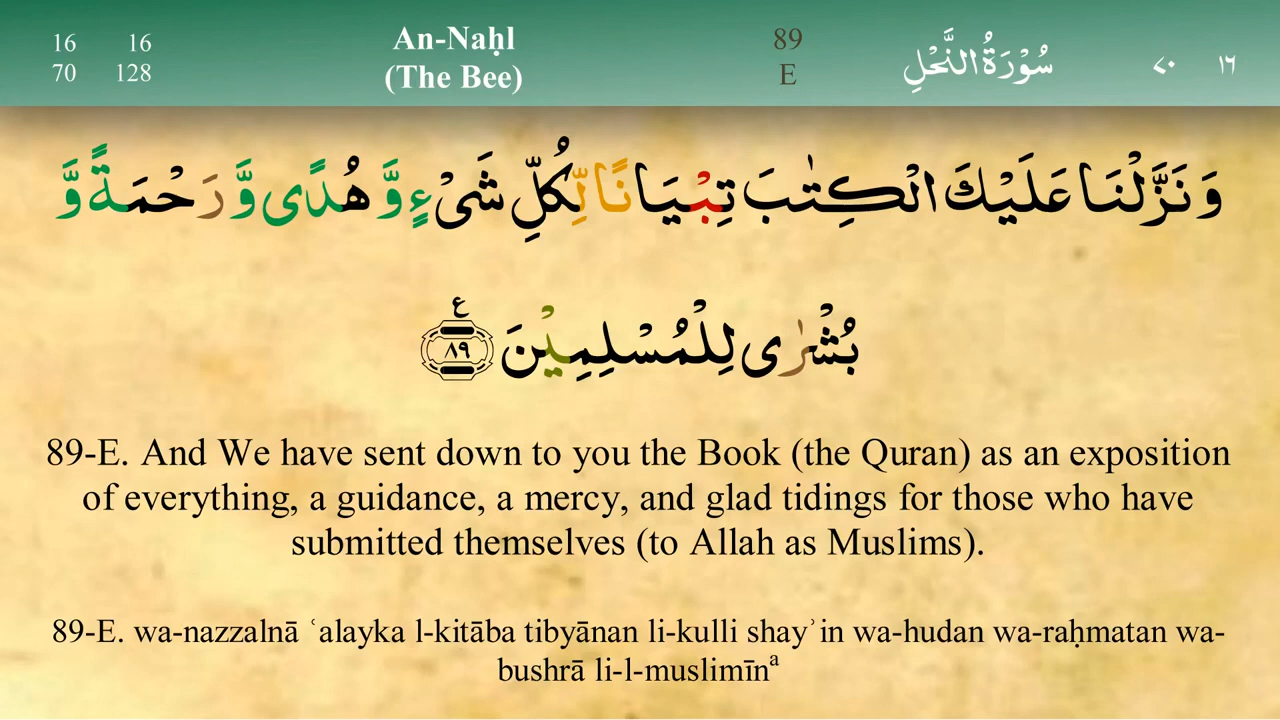 16 16 An-Naḥl 89 سُوْرَةُ النَّحْلِ ٧٠ ١٦
70 128 (The Bee) E
وَنَزَّلْنَا عَلَيْكَ الْكِتٰبَ تِبْيَانًا لِّكُلِّ شَیْءٍ وَّ هُدًی وَّ رَحْمَةً وَّ
بُشْرٰی لِلْمُسْلِمِیْنَ ع ٨٩
89-E. And We have sent down to you the Book (the Quran) as an exposition
of everything, a guidance, a mercy, and glad tidings for those who have
submitted themselves (to Allah as Muslims).
89-E. wa-nazzalnā ʿalayka l-kitāba tibyānan li-kulli shayʾin wa-hudan wa-raḥmatan wa-
bushrā li-l-muslimīnᵃ